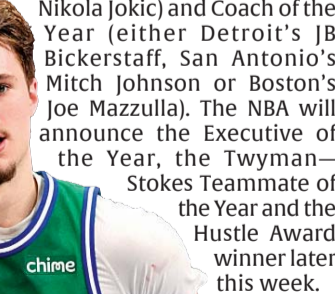 Nikola Jokic) and Coach of the
Year (either Detroit’s JB
Bickerstaff, San Antonio’s
Mitch Johnson or Boston’s
Joe Mazzulla). The NBA will
announce the Executive of
the Year, the Twyman—
Stokes Teammate of
the Year and the
Hustle Award
winner later
this week.
chime